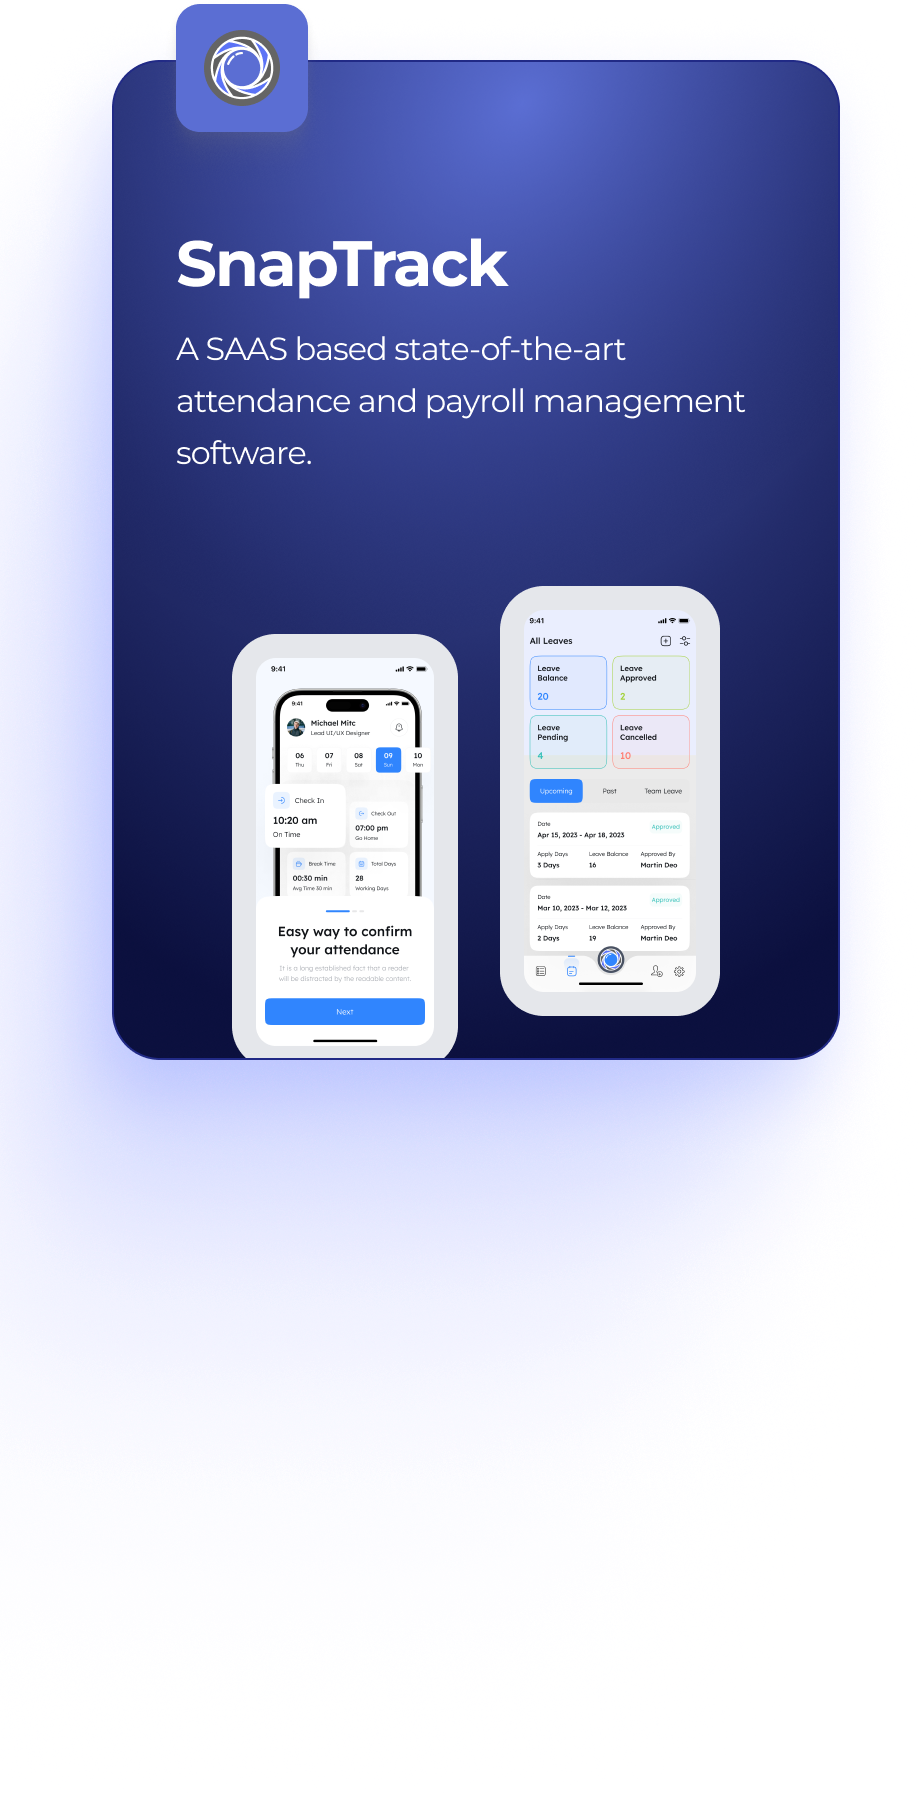 SnapTrack
A SAAS based state-of-the-art
attendance and payroll management
software.
9:41
9:41
Michael Mitc
Lead UI/UX Designer
06 07 08 09 10
Thu Fri Sat Sun Mon
Check In
10:20 am
On Time
Check Out
07:00 pm
Go Home
Break Time
00:30 min
Avg Time 30 min
Total Days
28
Working Days
Easy way to confirm
your attendance
It is a long established fact that a reader
will be distracted by the readable content.
Next
9:41
All Leaves
Leave
Balance
20
Leave
Approved
2
Leave
Pending
4
Leave
Cancelled
10
Upcoming Past Team Leave
Date
Approved
Apr 15, 2023 - Apr 18, 2023
Apply Days Leave Balance Approved By
3 Days 16 Martin Deo
Date
Approved
Mar 10, 2023 - Mar 12, 2023
Apply Days Leave Balance Approved By
2 Days 19 Martin Deo